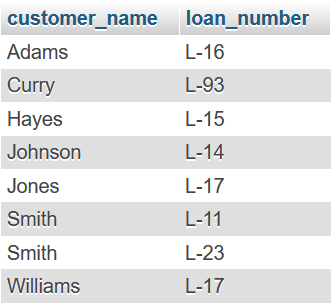 customer_name loan_number
Adams L-16
Curry L-93
Hayes L-15
Johnson L-14
Jones L-17
Smith L-11
Smith L-23
Williams L-17